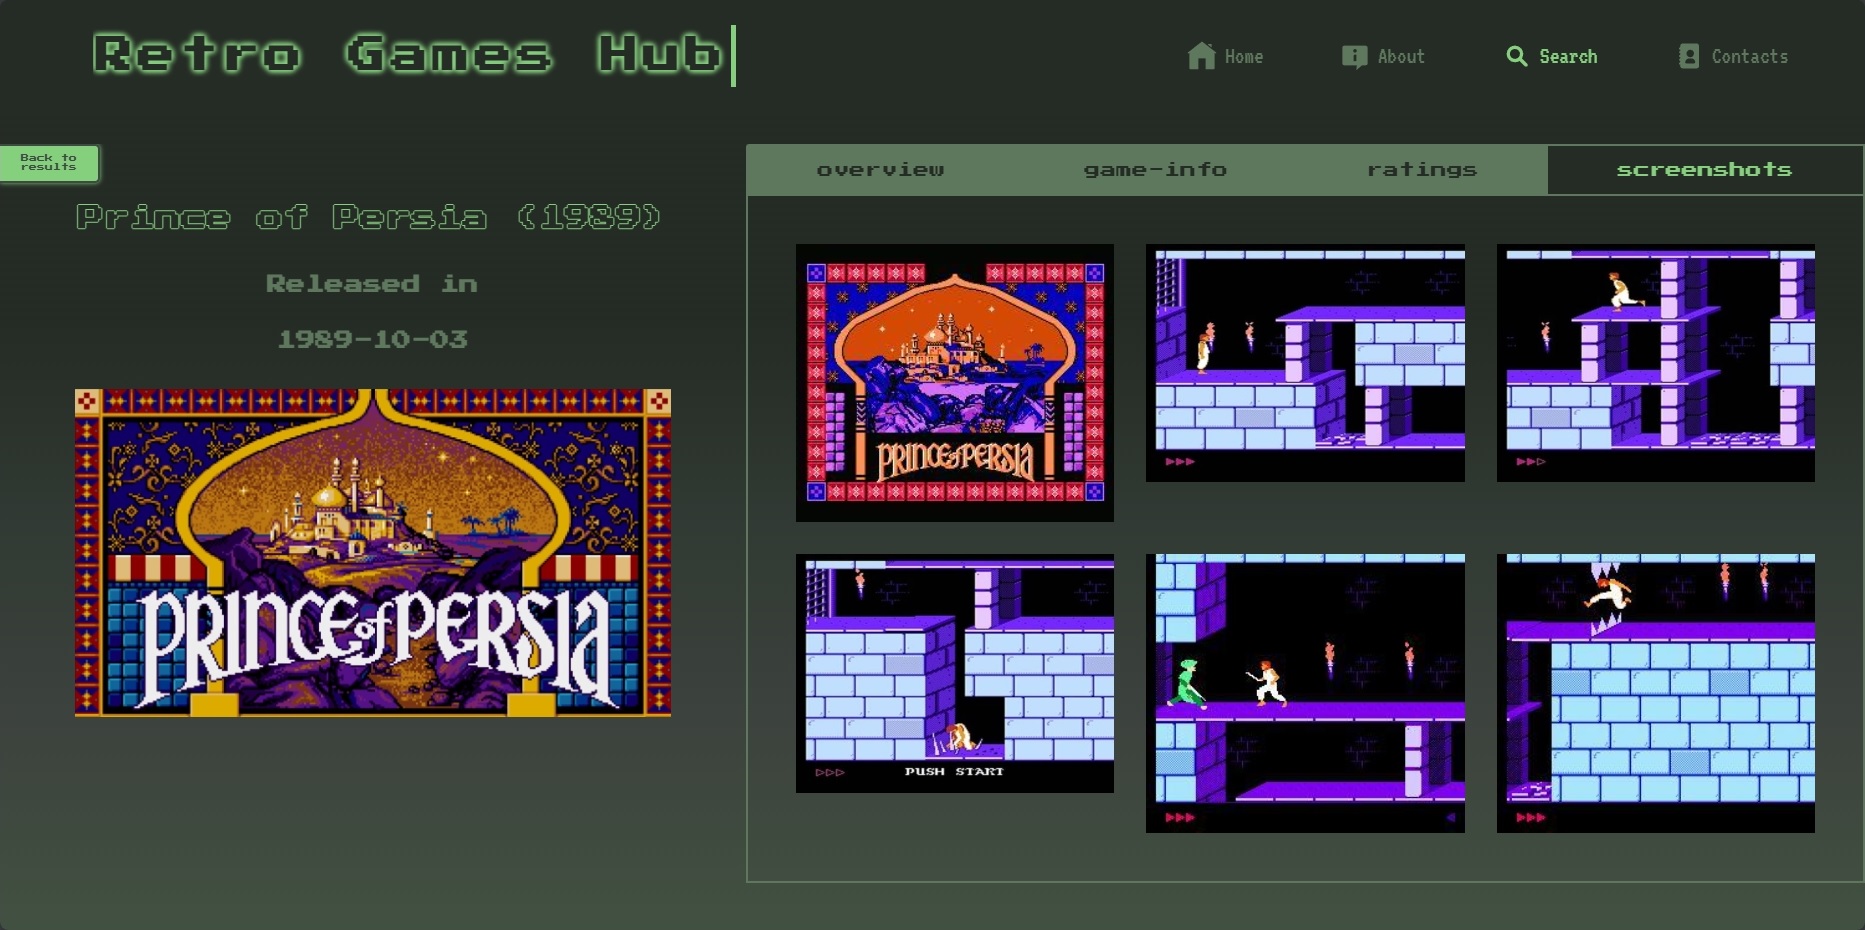 Retro Games Hub
Home
About
Search
Contacts
Back to
results
overview
game-info
ratings
screenshots
Prince of Persia (1989)
Released in
1989-10-03
PRINCE of PERSIA
PRINCE of PERSIA
PUSH START